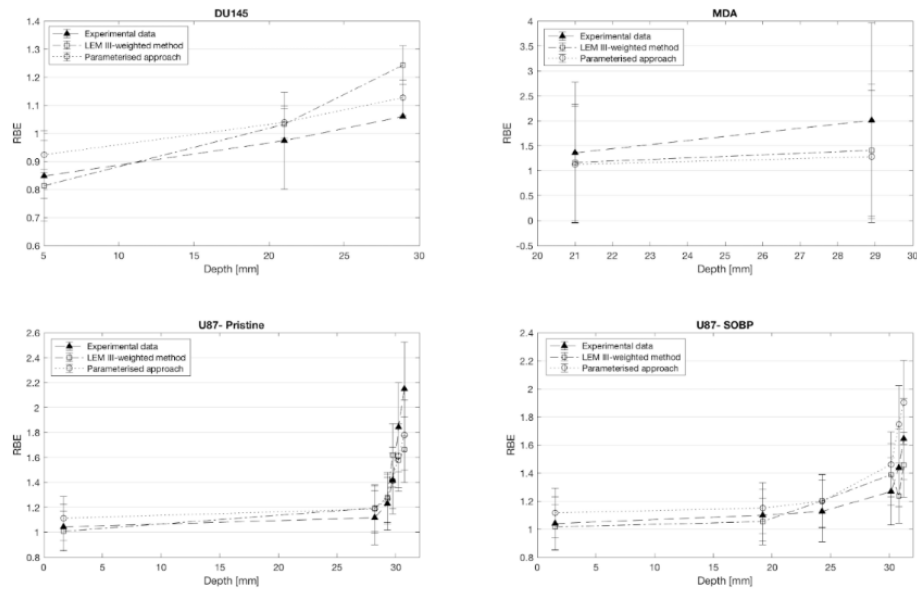 DU145
Experimental data
LEM III-weighted method
Parameterised approach
1.4
1.3
1.2
1.1
1
0.9
0.8
0.7
0.6
RBE
5
10
15
20
25
30
Depth [mm]
MDA
Experimental data
LEM III-weighted method
Parameterised approach
4
3.5
3
2.5
2
1.5
1
0.5
0
-0.5
RBE
20
21
22
23
24
25
26
27
28
29
30
Depth [mm]
U87- Pristine
Experimental data
LEM III-weighted method
Parameterised approach
2.6
2.4
2.2
2
1.8
1.6
1.4
1.2
1
0.8
RBE
0
5
10
15
20
25
30
Depth [mm]
U87- SOBP
Experimental data
LEM III-weighted method
Parameterised approach
2.4
2.2
2
1.8
1.6
1.4
1.2
1
0.8
RBE
0
5
10
15
20
25
30
Depth [mm]